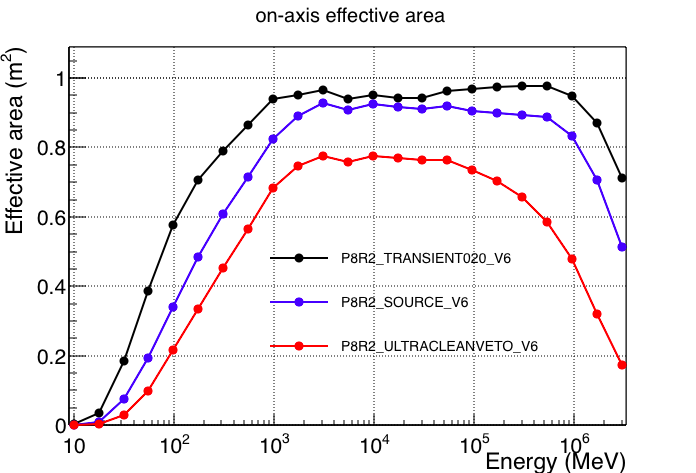 on-axis effective area
Effective area (m²)
1
0.8
0.6
0.4
0.2
0
P8R2_TRANSIENT020_V6
P8R2_SOURCE_V6
P8R2_ULTRACLEANVETO_V6
10 10² 10³ 10⁴ 10⁵ 10⁶
Energy (MeV)